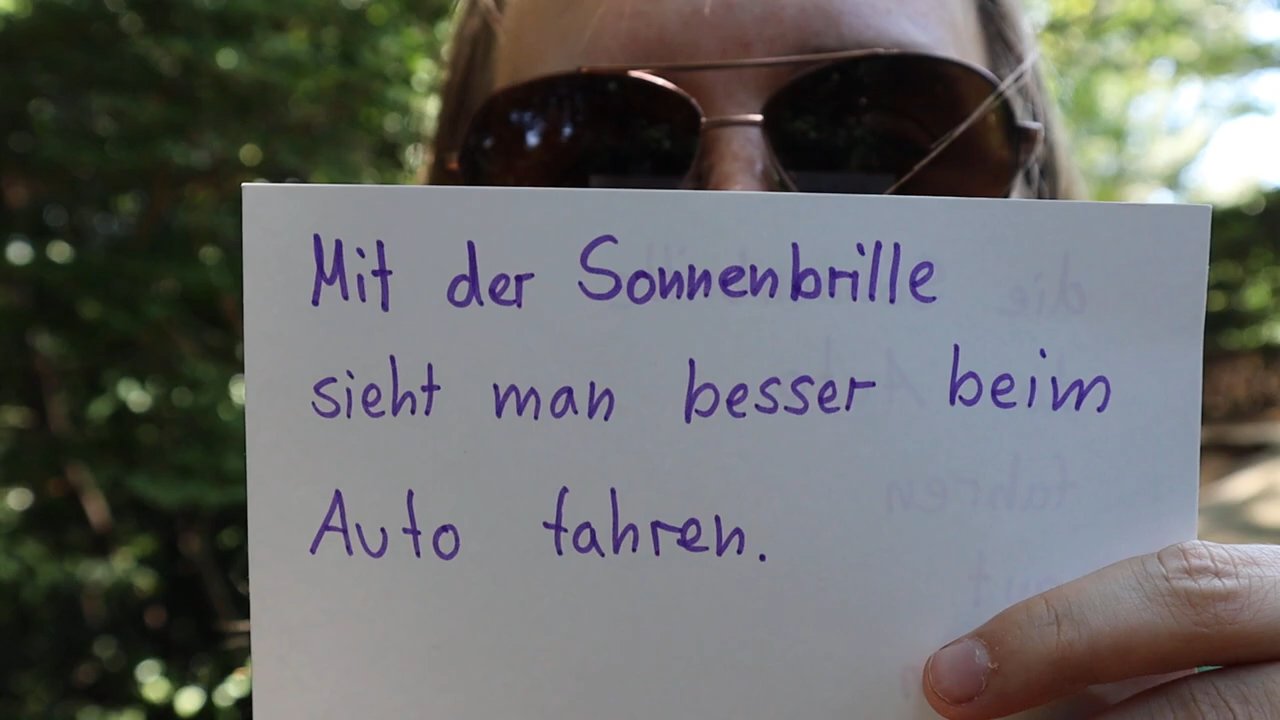 Mit der Sonnenbrille
sieht man besser beim
Auto fahren.